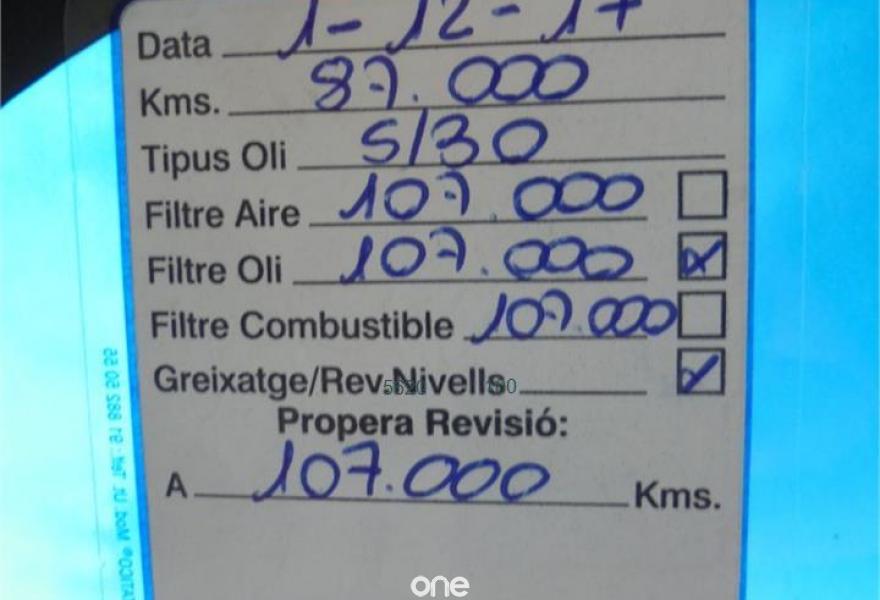 Data 1-12-17
Kms. 87.000
Tipus Oli 5/30
Filtre Aire 107.000
Filtre Oli 107.000
Filtre Combustible 107.000
Greixatge/Rev.Nivells
Propera Revisió:
A 107.000 Kms.
one